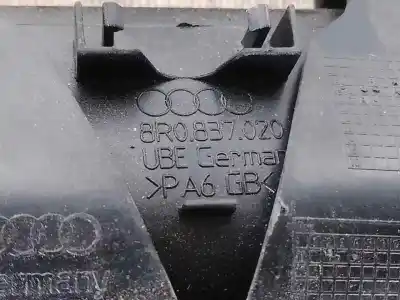 8R0.837.020
UBE German
>PA6 GB<
Germany